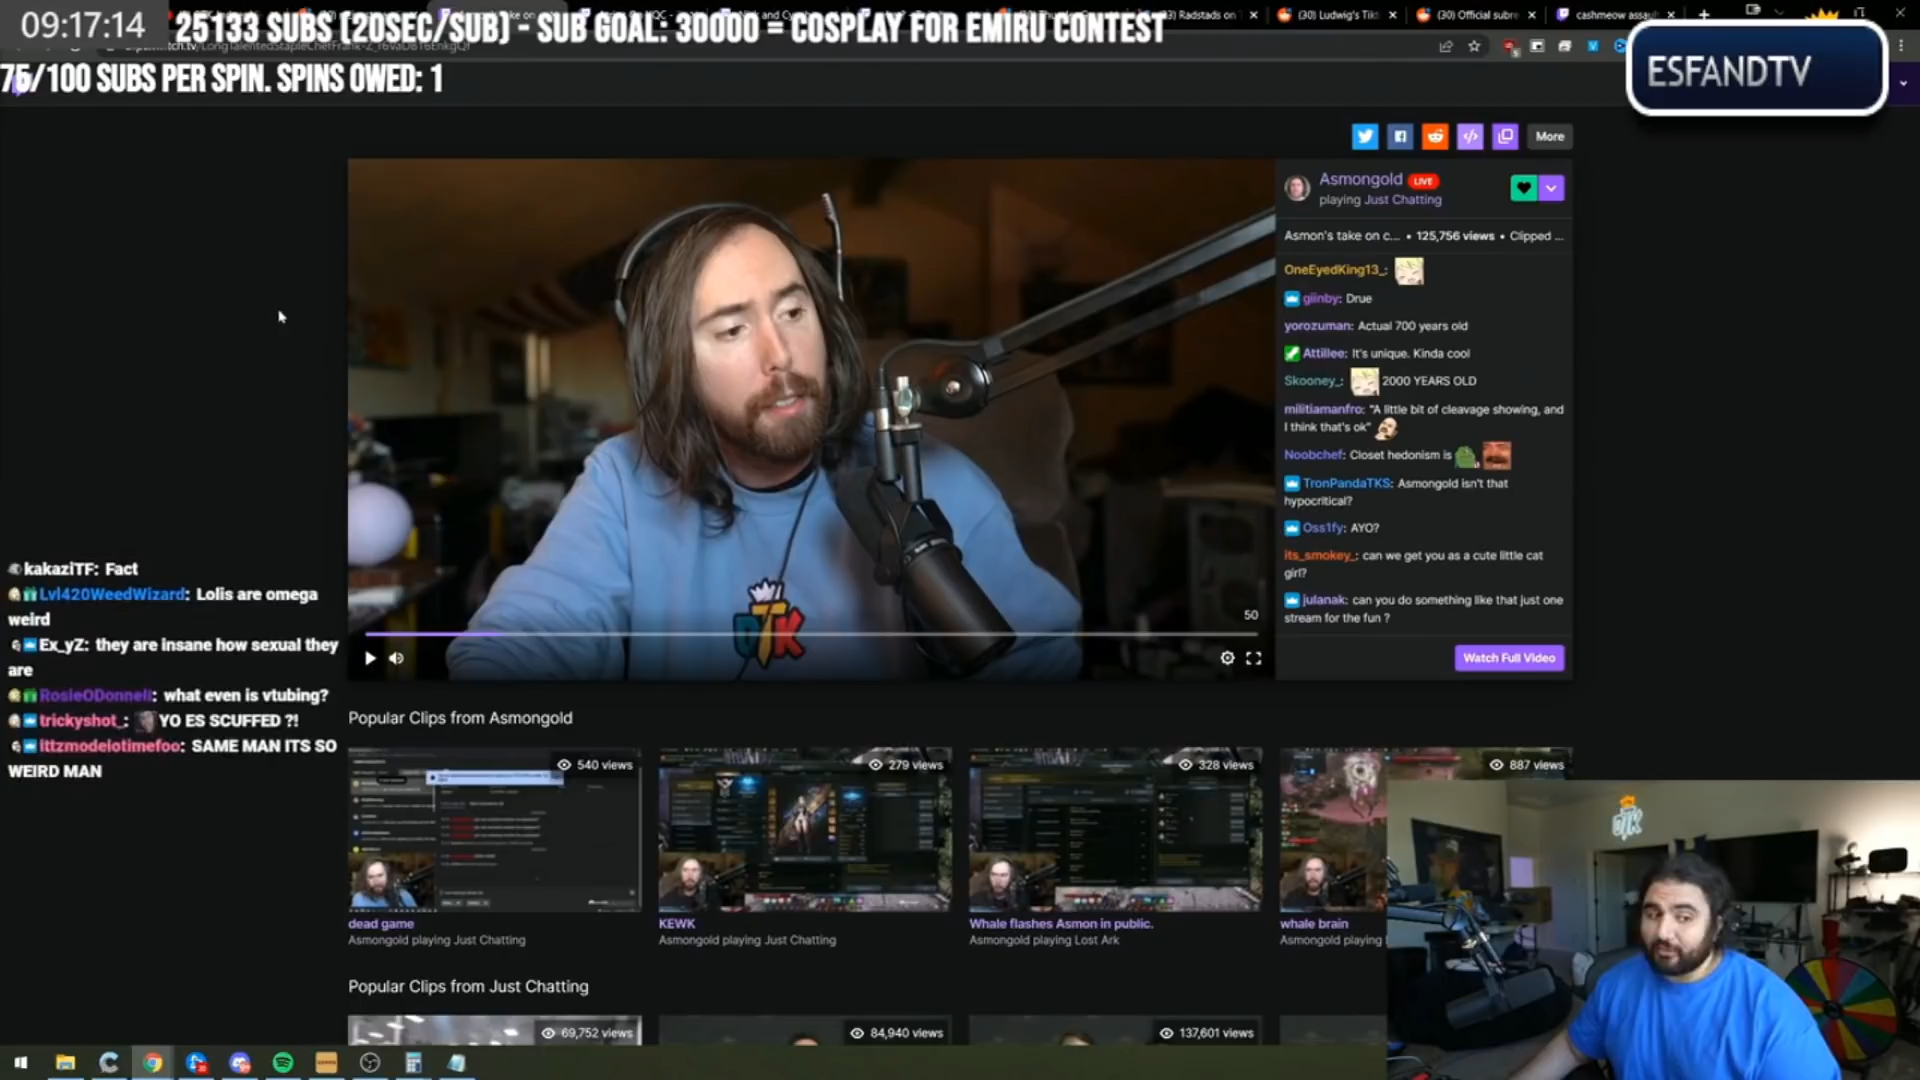 09:17:14
25133 SUBS (20SEC/SUB) - SUB GOAL: 30000 = COSPLAY FOR EMIRU CONTEST
75/100 SUBS PER SPIN. SPINS OWED: 1
ESFANDTV
More
Asmongold LIVE
playing Just Chatting
Asmon's take on c... • 125,756 views • Clipped ...
OneEyedKing13_:
giinby: Drue
yorozuman: Actual 700 years old
Attillee: It's unique. Kinda cool
Skooney_: 2000 YEARS OLD
militiamanfro: "A little bit of cleavage showing, and
I think that's ok"
Noobchef: Closet hedonism is
TronPandaTKS: Asmongold isn't that
hypocritical?
Oss1fy: AYO?
its_smokey_: can we get you as a cute little cat
girl?
julanak: can you do something like that just one
stream for the fun ?
Watch Full Video
50
DTK
kakaziTF: Fact
Lvl420WeedWizard: Lolis are omega
weird
Ex_yZ: they are insane how sexual they
are
RosieODonnell: what even is vtubing?
trickyshot_: YO ES SCUFFED ?!
ittzmodelotimefoo: SAME MAN ITS SO
WEIRD MAN
Popular Clips from Asmongold
540 views
279 views
328 views
887 views
dead game
Asmongold playing Just Chatting
KEWK
Asmongold playing Just Chatting
Whale flashes Asmon in public.
Asmongold playing Lost Ark
whale brain
Asmongold playing
Popular Clips from Just Chatting
69,752 views
84,940 views
137,601 views